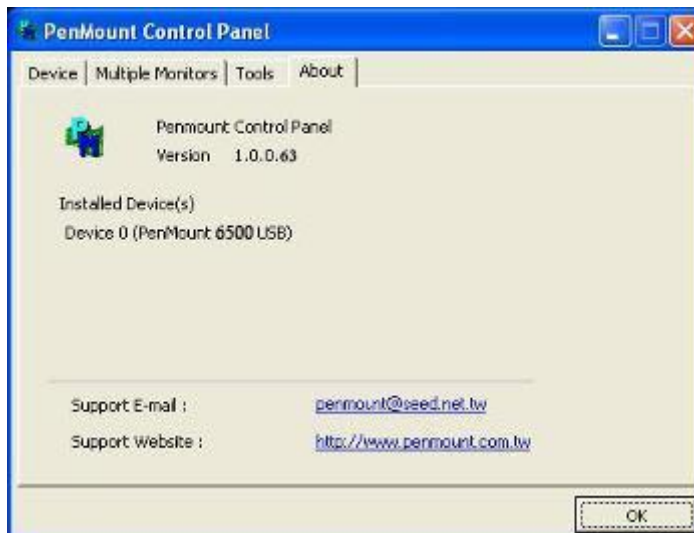 PenMount Control Panel
Device Multiple Monitors Tools About
Penmount Control Panel
Version 1.0.0.63
Installed Device(s)
Device 0 (PenMount 6500 USB)
Support E-mail : penmount@seed.net.tw
Support Website : http://www.penmount.com.tw
OK